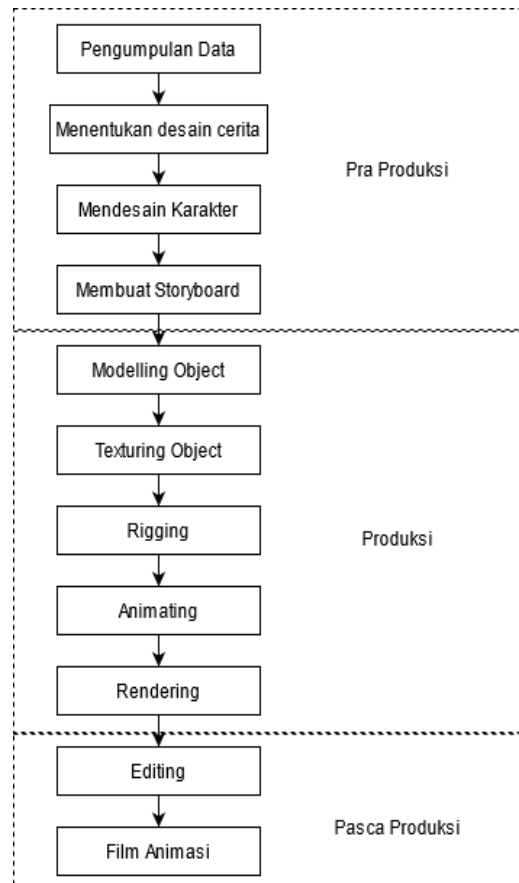 Pengumpulan Data
Menentukan desain cerita
Mendesain Karakter
Membuat Storyboard
Pra Produksi
Modelling Object
Texturing Object
Rigging
Animating
Rendering
Produksi
Editing
Film Animasi
Pasca Produksi